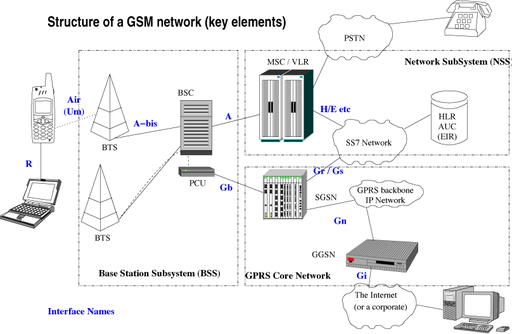 Structure of a GSM network (key elements)
PSTN
Network SubSystem (NSS)
MSC / VLR
BSC
Air
(Um)
A-bis
A
H/E etc
HLR
AUC
(EIR)
BTS
SS7 Network
R
Gr / Gs
PCU
Gb
SGSN
GPRS backbone
IP Network
Gn
BTS
GGSN
Base Station Subsystem (BSS)
GPRS Core Network
Gi
The Internet
(or a corporate)
Interface Names